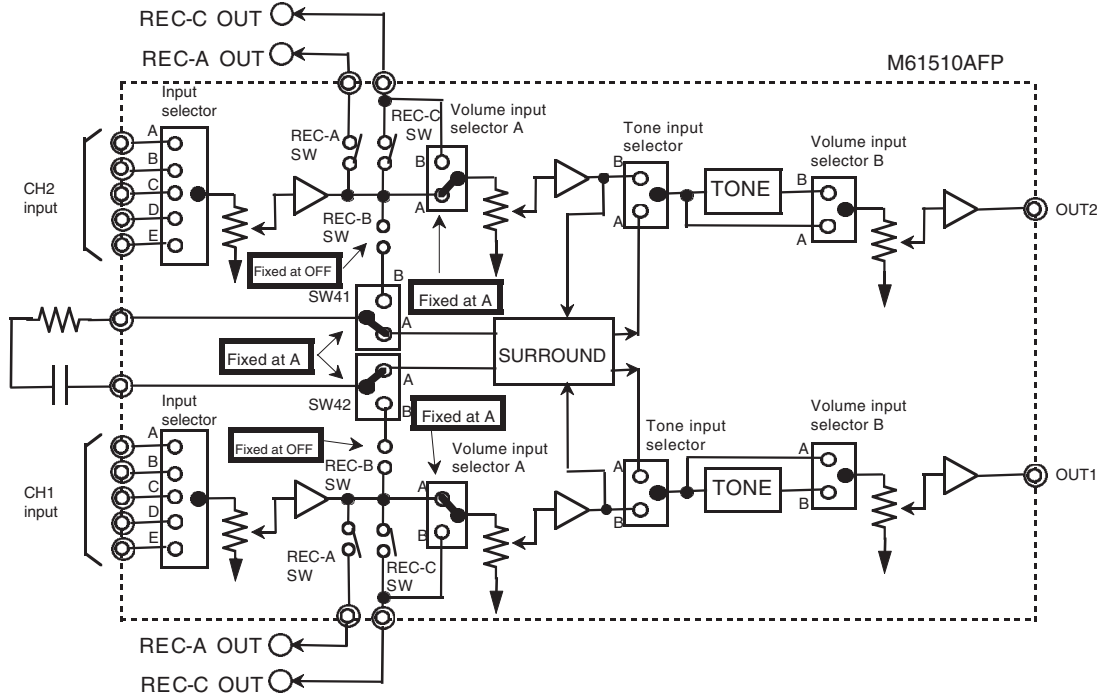 REC-C OUT
REC-A OUT
M61510AFP
Input
selector
Volume input
selector A
REC-A
SW
REC-C
SW
Tone input
selector
Volume input
selector B
CH2
input
A
B
C
D
E
B
A
B
A
TONE
B
A
OUT2
REC-B
SW
Fixed at OFF
SW41
B
A
Fixed at A
Fixed at A
SURROUND
SW42
A
B
Fixed at A
Input
selector
Fixed at OFF
REC-B
SW
Volume input
selector A
Tone input
selector
Volume input
selector B
CH1
input
A
B
C
D
E
A
B
A
B
TONE
A
B
OUT1
REC-A
SW
REC-C
SW
REC-A OUT
REC-C OUT